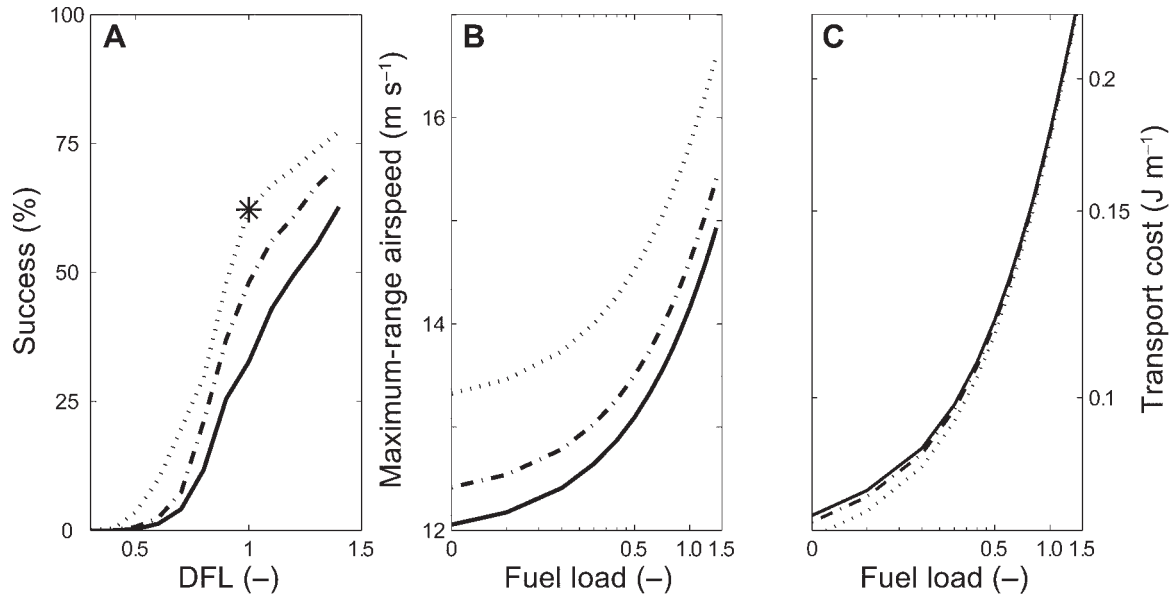 A
B
C
100
75
50
25
0
Success (%)
0.5
1
1.5
DFL (–)
16
14
12
Maximum-range airspeed (m s⁻¹)
0
0.5
1.0
1.5
Fuel load (–)
0.2
0.15
0.1
Transport cost (J m⁻¹)
0
0.5
1.0
1.5
Fuel load (–)